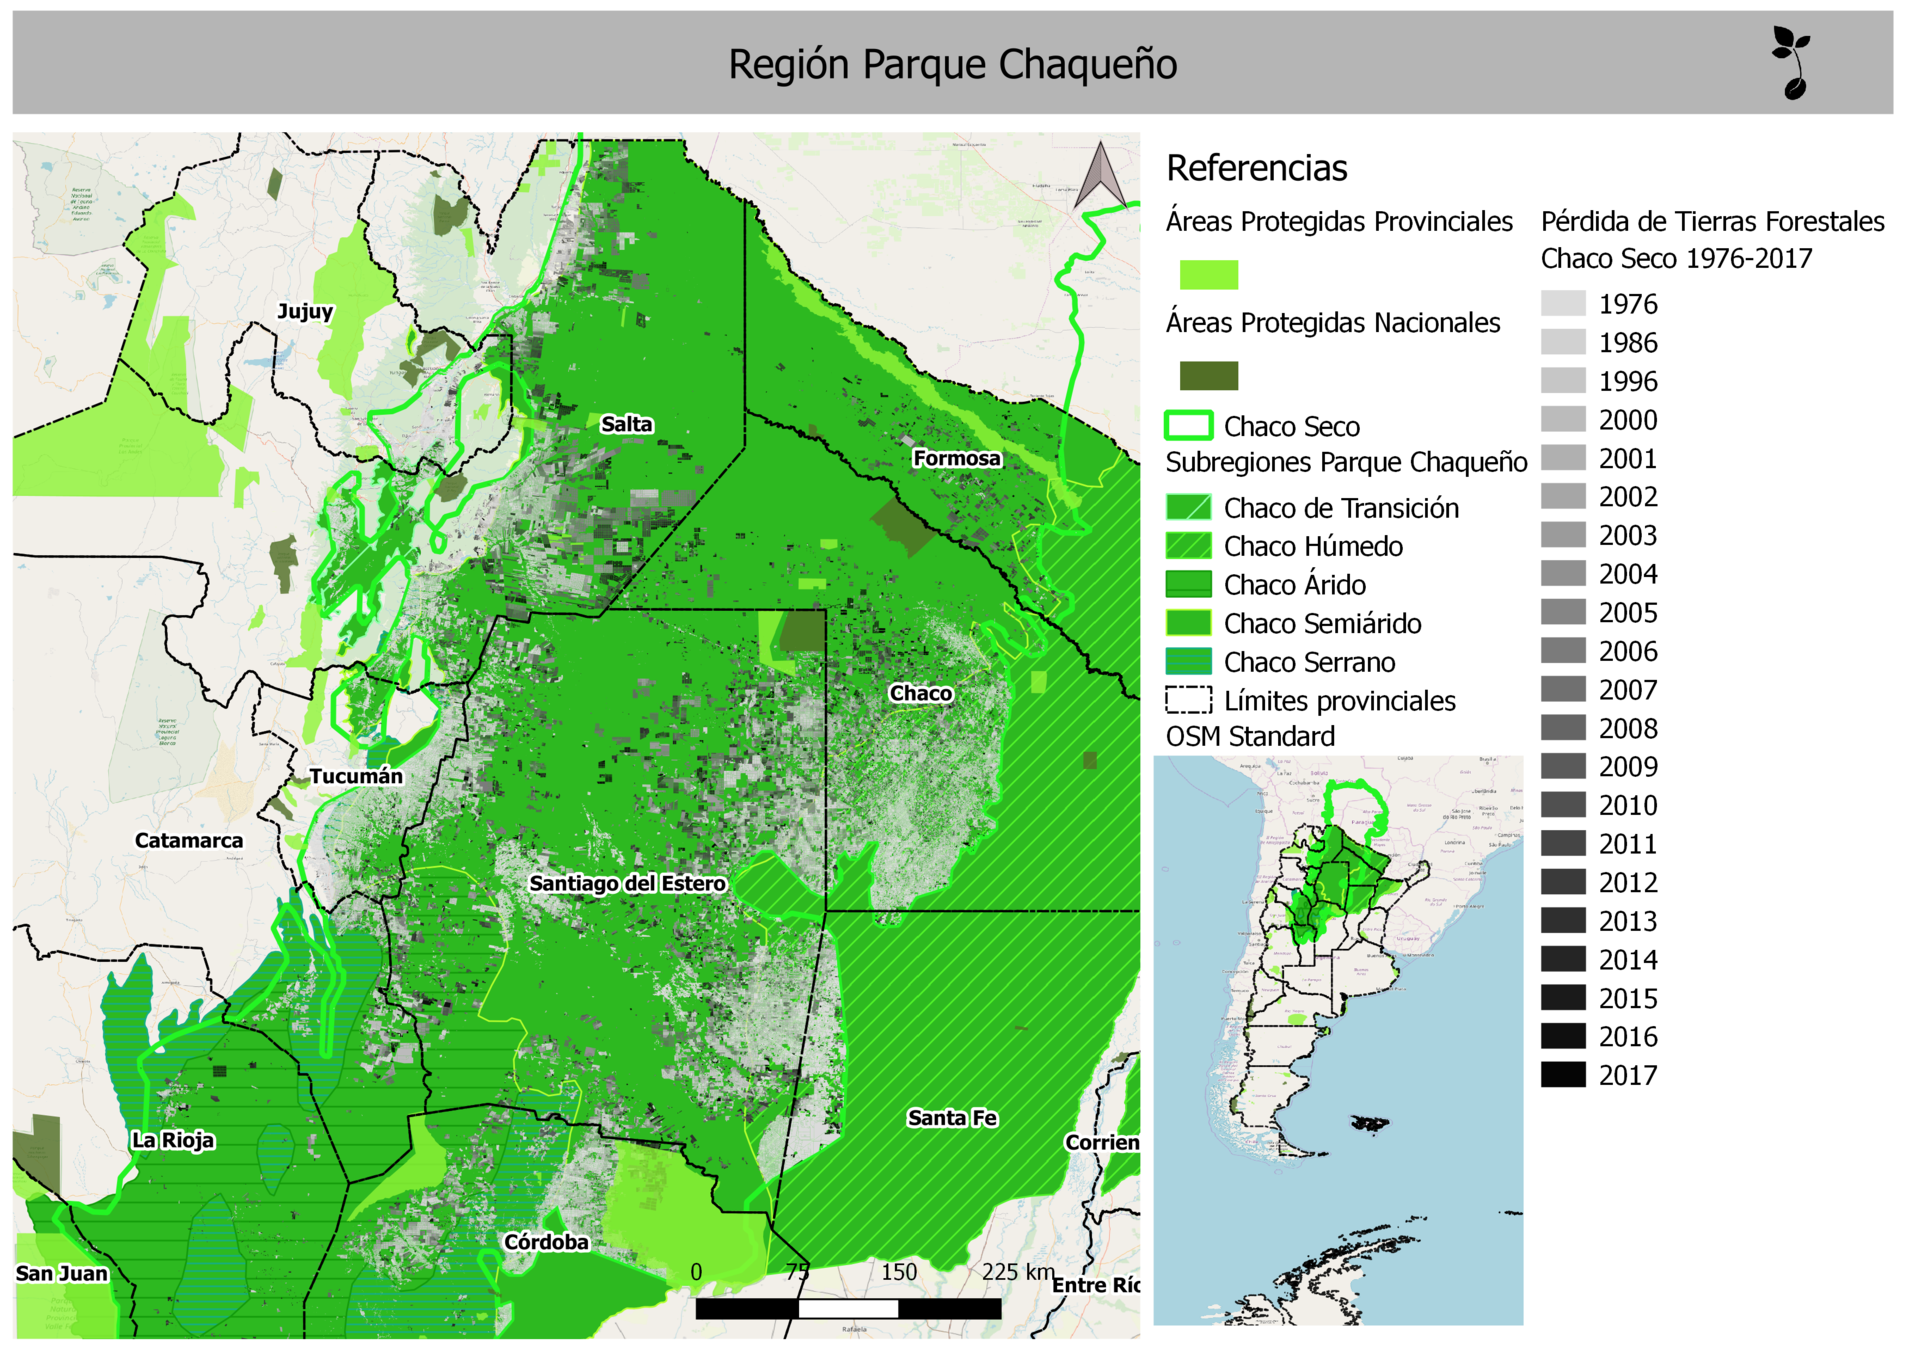 Región Parque Chaqueño
Jujuy
Salta
Formosa
Chaco
Tucumán
Catamarca
Santiago del Estero
Santa Fe
La Rioja
Corrien
Córdoba
San Juan
Entre Ríc
0 75 150 225 km
Rafaela
Referencias
Áreas Protegidas Provinciales
Áreas Protegidas Nacionales
Chaco Seco
Subregiones Parque Chaqueño
Chaco de Transición
Chaco Húmedo
Chaco Árido
Chaco Semiárido
Chaco Serrano
Límites provinciales
OSM Standard
Pérdida de Tierras Forestales
Chaco Seco 1976-2017
1976
1986
1996
2000
2001
2002
2003
2004
2005
2006
2007
2008
2009
2010
2011
2012
2013
2014
2015
2016
2017